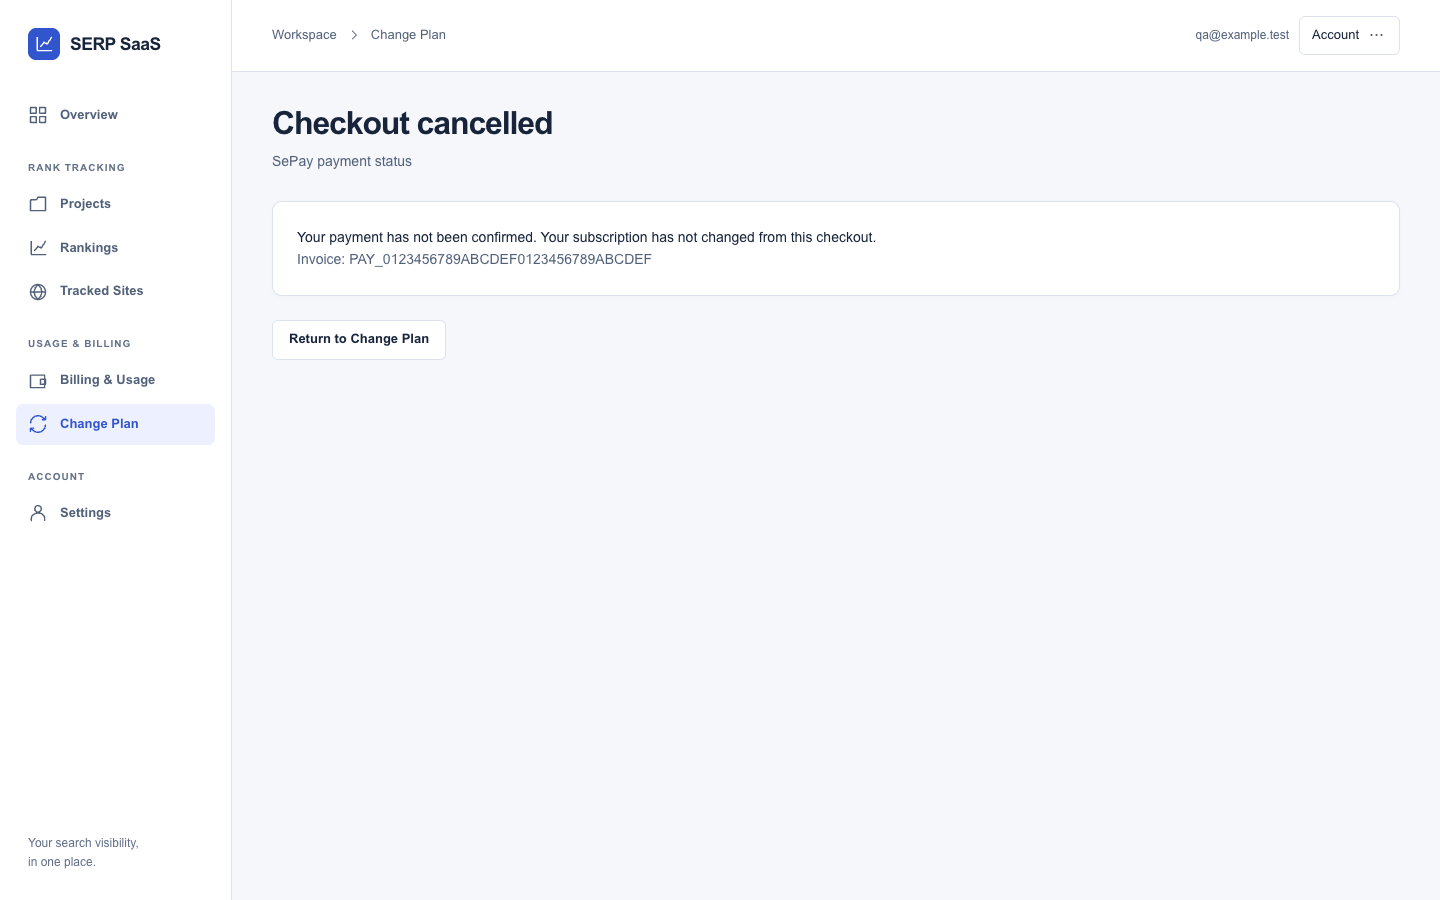 SERP SaaS
Overview
RANK TRACKING
Projects
Rankings
Tracked Sites
USAGE & BILLING
Billing & Usage
Change Plan
ACCOUNT
Settings
Your search visibility,
in one place.
Workspace > Change Plan
qa@example.test
Account ···
Checkout cancelled
SePay payment status
Your payment has not been confirmed. Your subscription has not changed from this checkout.
Invoice: PAY_0123456789ABCDEF0123456789ABCDEF
Return to Change Plan